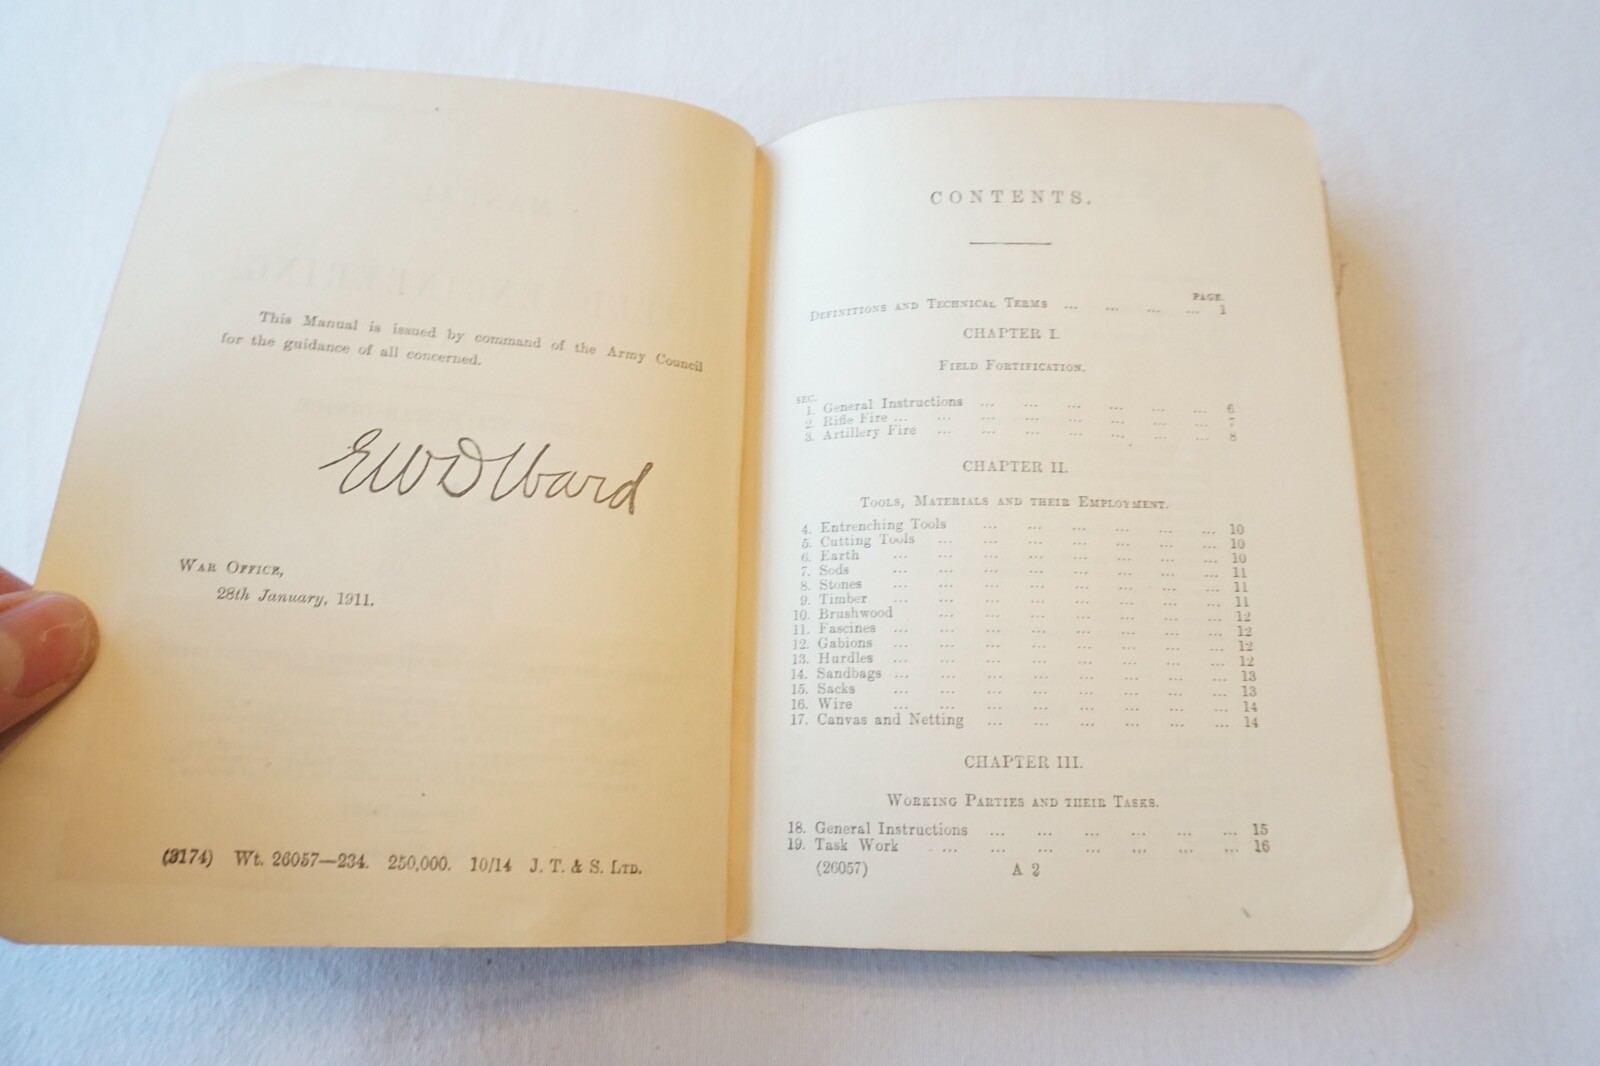 This Manual is issued by command of the Army Council
for the guidance of all concerned.
EWDWard
War Office,
28th January, 1911.
(3174) Wt. 26057—234. 250,000. 10/14 J. T. & S. Ltd.
CONTENTS.
PAGE.
Definitions and Technical Terms ... ... ... ... 1
CHAPTER I.
Field Fortification.
SEC.
1. General Instructions ... ... ... ... ... ... 6
2. Rifle Fire ... ... ... ... ... ... ... 7
3. Artillery Fire ... ... ... ... ... ... ... 8
CHAPTER II.
Tools, Materials and their Employment.
4. Entrenching Tools ... ... ... ... ... ... 10
5. Cutting Tools ... ... ... ... ... ... ... 10
6. Earth ... ... ... ... ... ... ... ... 10
7. Sods ... ... ... ... ... ... ... ... 11
8. Stones ... ... ... ... ... ... ... ... 11
9. Timber ... ... ... ... ... ... ... ... 11
10. Brushwood ... ... ... ... ... ... ... 12
11. Fascines ... ... ... ... ... ... ... ... 12
12. Gabions ... ... ... ... ... ... ... ... 12
13. Hurdles ... ... ... ... ... ... ... ... 12
14. Sandbags ... ... ... ... ... ... ... ... 13
15. Sacks ... ... ... ... ... ... ... ... 13
16. Wire ... ... ... ... ... ... ... ... 14
17. Canvas and Netting ... ... ... ... ... ... 14
CHAPTER III.
Working Parties and their Tasks.
18. General Instructions ... ... ... ... ... ... 15
19. Task Work ... ... ... ... ... ... ... 16
(26057) A 2